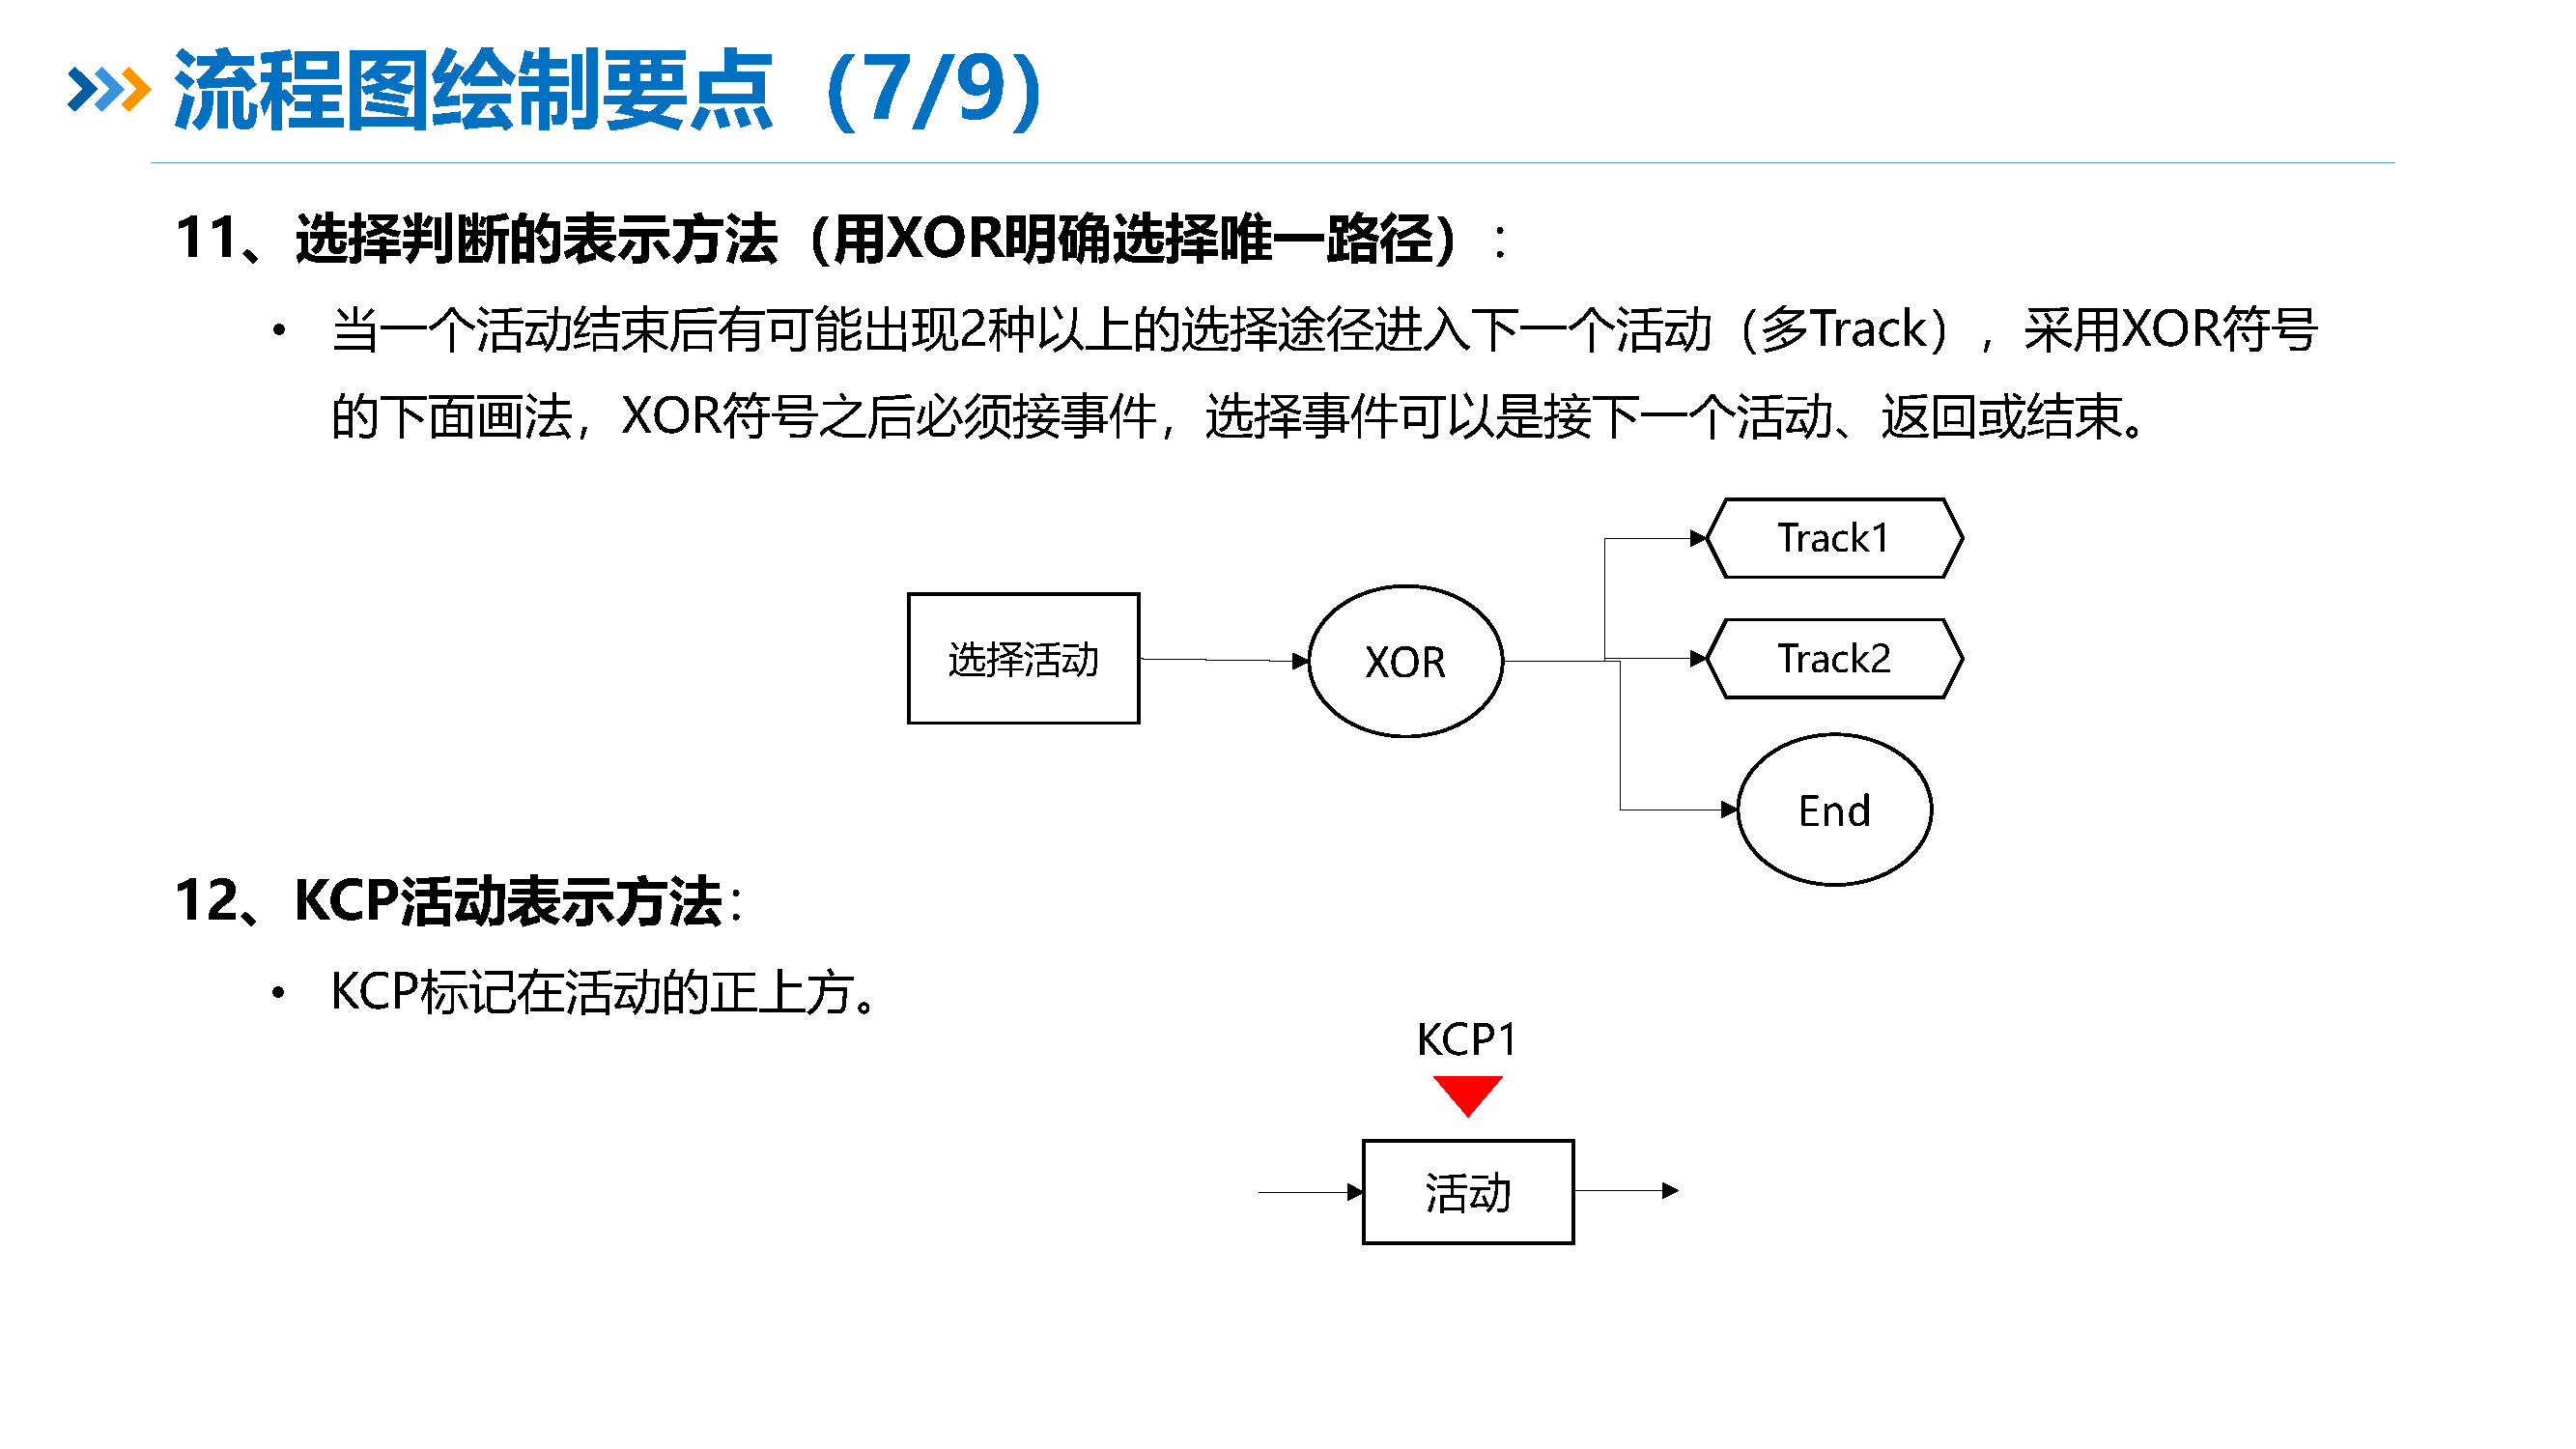 流程图绘制要点（7/9）
11、选择判断的表示方法（用XOR明确选择唯一路径）:
• 当一个活动结束后有可能出现2种以上的选择途径进入下一个活动（多Track），采用XOR符号
的下面画法，XOR符号之后必须接事件，选择事件可以是接下一个活动、返回或结束。
Track1
选择活动
XOR
Track2
End
12、KCP活动表示方法:
• KCP标记在活动的正上方。
KCP1
活动